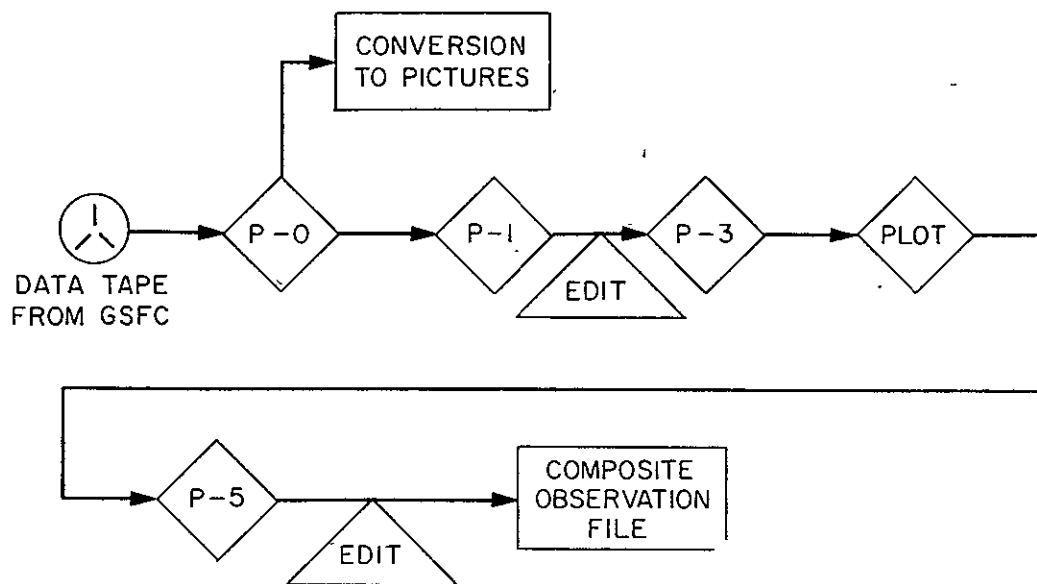 CONVERSION
TO PICTURES
P-0
P-1
P-3
PLOT
EDIT
DATA TAPE
FROM GSFC
P-5
COMPOSITE
OBSERVATION
FILE
EDIT